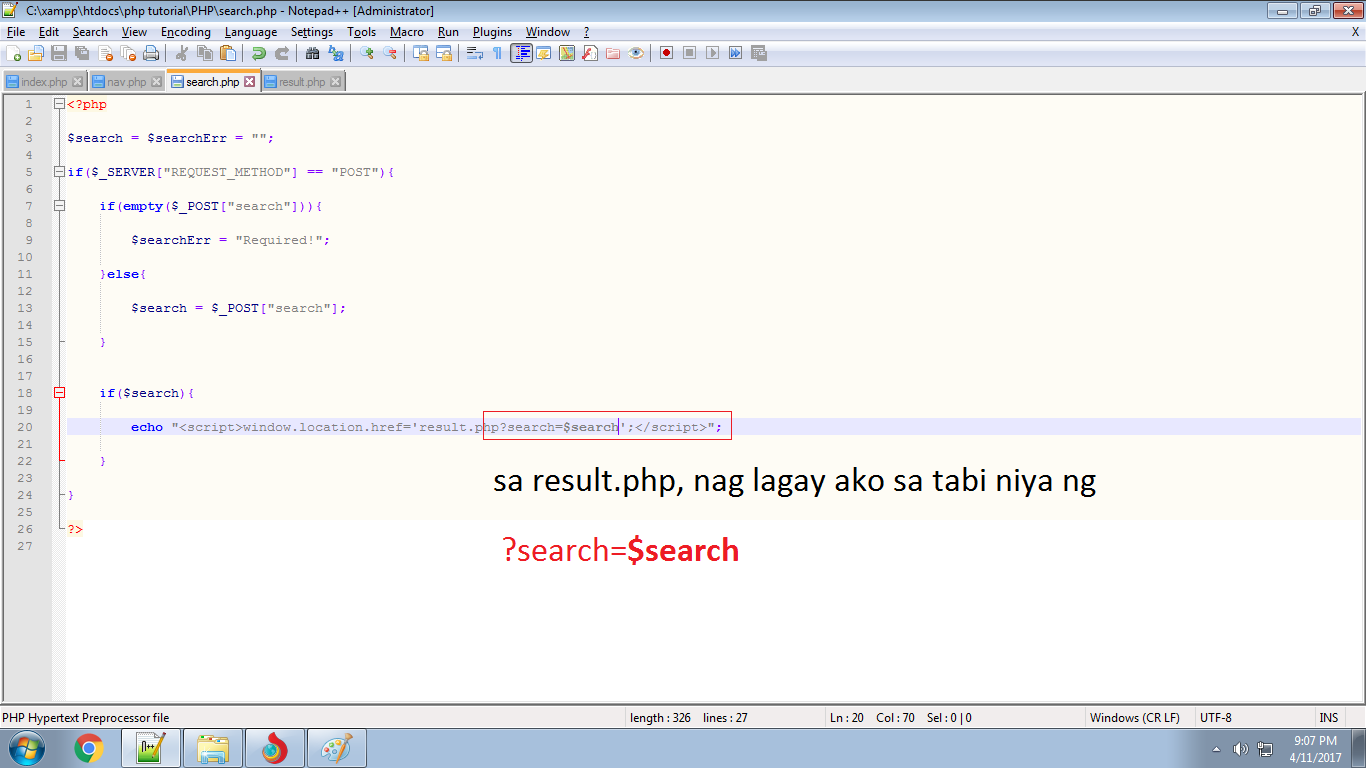 C:\xampp\htdocs\php tutorial\PHP\search.php - Notepad++ [Administrator]
File Edit Search View Encoding Language Settings Tools Macro Run Plugins Window ? X
index.php nav.php search.php result.php
1 <?php
2
3 $search = $searchErr = "";
4
5 if($_SERVER["REQUEST_METHOD"] == "POST"){
6
7 if(empty($_POST["search"])){
8
9 $searchErr = "Required!";
10
11 }else{
12
13 $search = $_POST["search"];
14
15 }
16
17
18 if($search){
19
20 echo "<script>window.location.href='result.php?search=$search';</script>";
21
22 }
23
24 }
25
26 ?>
27
sa result.php, nag lagay ako sa tabi niya ng
?search=$search
PHP Hypertext Preprocessor file length : 326 lines : 27 Ln : 20 Col : 70 Sel : 0 | 0 Windows (CR LF) UTF-8 INS
9:07 PM
4/11/2017